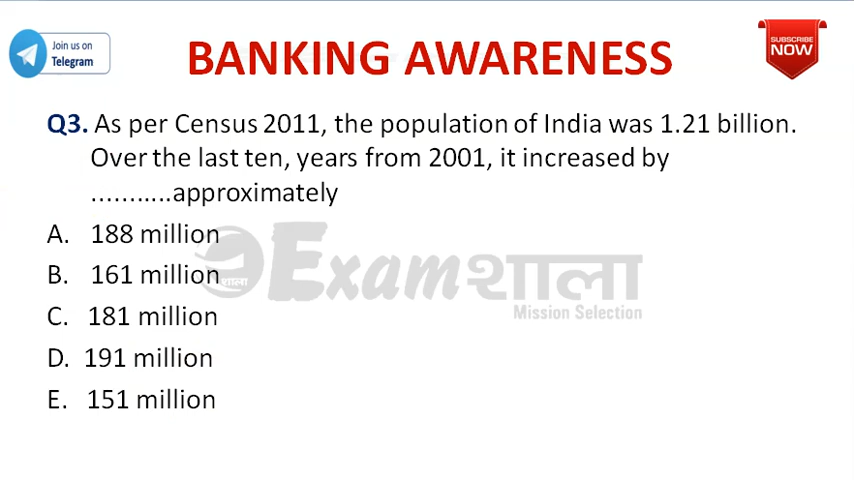 Join us on
Telegram
BANKING AWARENESS
SUBSCRIBE
NOW
Q3. As per Census 2011, the population of India was 1.21 billion.
Over the last ten, years from 2001, it increased by
...........approximately
A. 188 million
B. 161 million
C. 181 million
D. 191 million
E. 151 million
शाला
Examशाला
Mission Selection